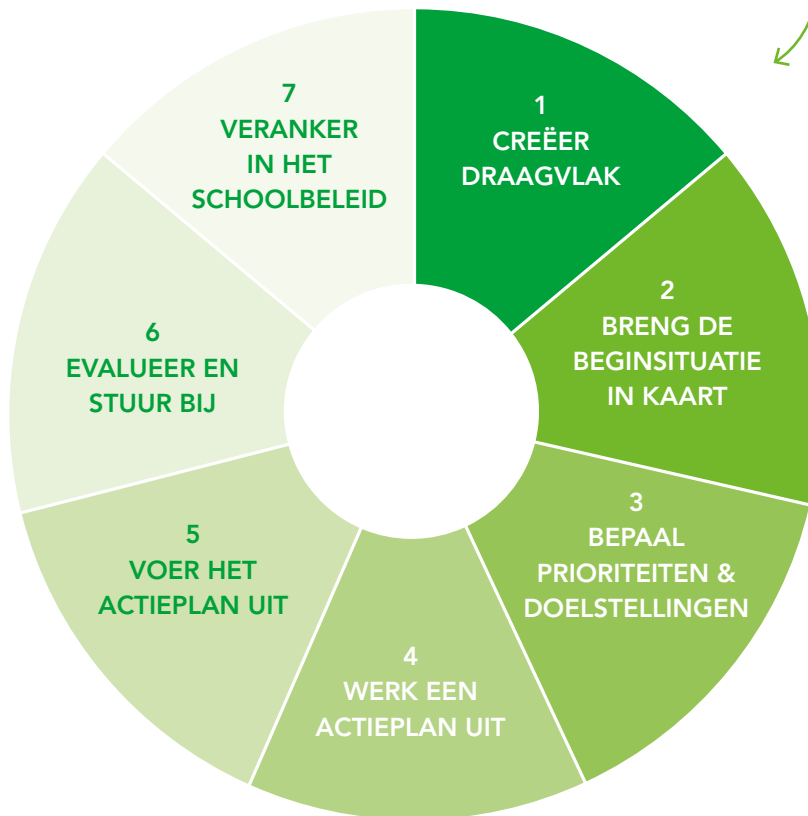 1
CREËER
DRAAGVLAK
2
BRENG DE
BEGINSITUATIE
IN KAART
3
BEPAAL
PRIORITEITEN &
DOELSTELLINGEN
4
WERK EEN
ACTIEPLAN UIT
5
VOER HET
ACTIEPLAN UIT
6
EVALUEER EN
STUUR BIJ
7
VERANKER
IN HET
SCHOOLBELEID